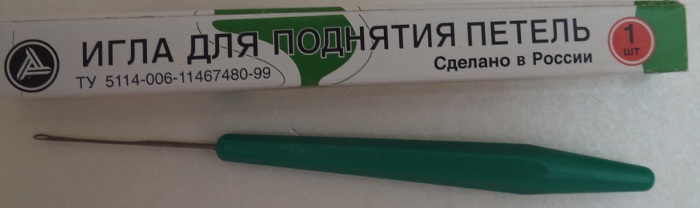 ИГЛА ДЛЯ ПОДНЯТИЯ ПЕТЕЛЬ
1
шт
ТУ 5114-006-11467480-99
Сделано в России